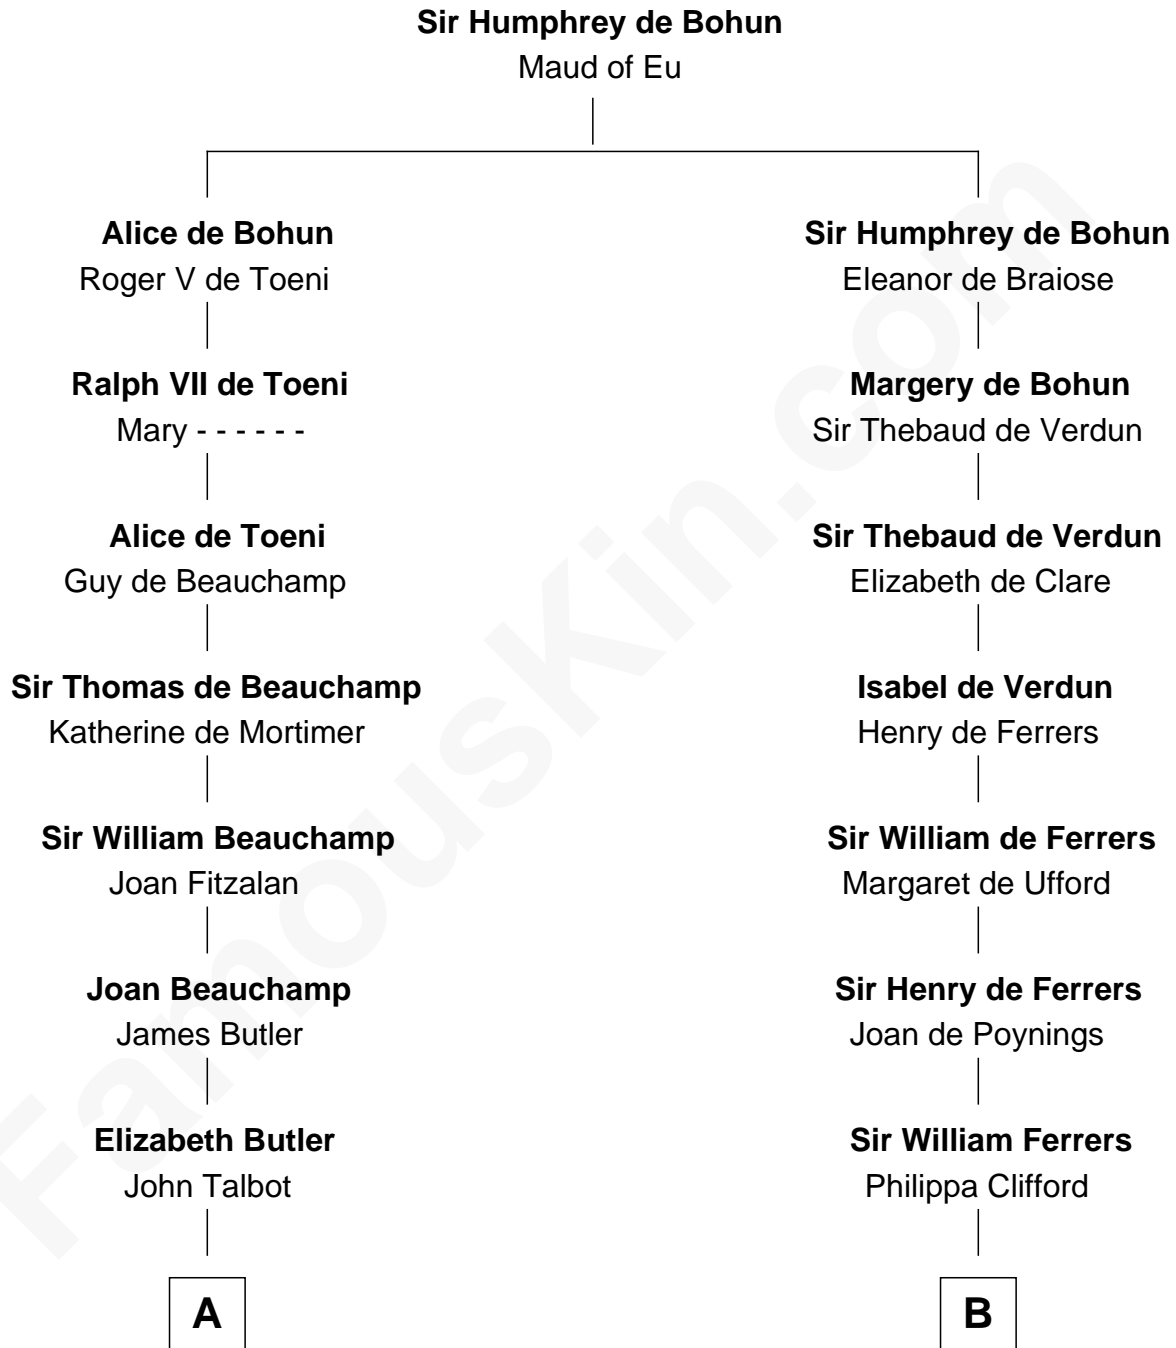 Sir Humphrey de Bohun
Maud of Eu
Alice de Bohun
Roger V de Toeni
Ralph VII de Toeni
Mary - - - - - -
Alice de Toeni
Guy de Beauchamp
Sir Thomas de Beauchamp
Katherine de Mortimer
Sir William Beauchamp
Joan Fitzalan
Joan Beauchamp
James Butler
Elizabeth Butler
John Talbot
A
Sir Humphrey de Bohun
Eleanor de Braiose
Margery de Bohun
Sir Thebaud de Verdun
Sir Thebaud de Verdun
Elizabeth de Clare
Isabel de Verdun
Henry de Ferrers
Sir William de Ferrers
Margaret de Ufford
Sir Henry de Ferrers
Joan de Poynings
Sir William Ferrers
Philippa Clifford
B
FamousKin.com